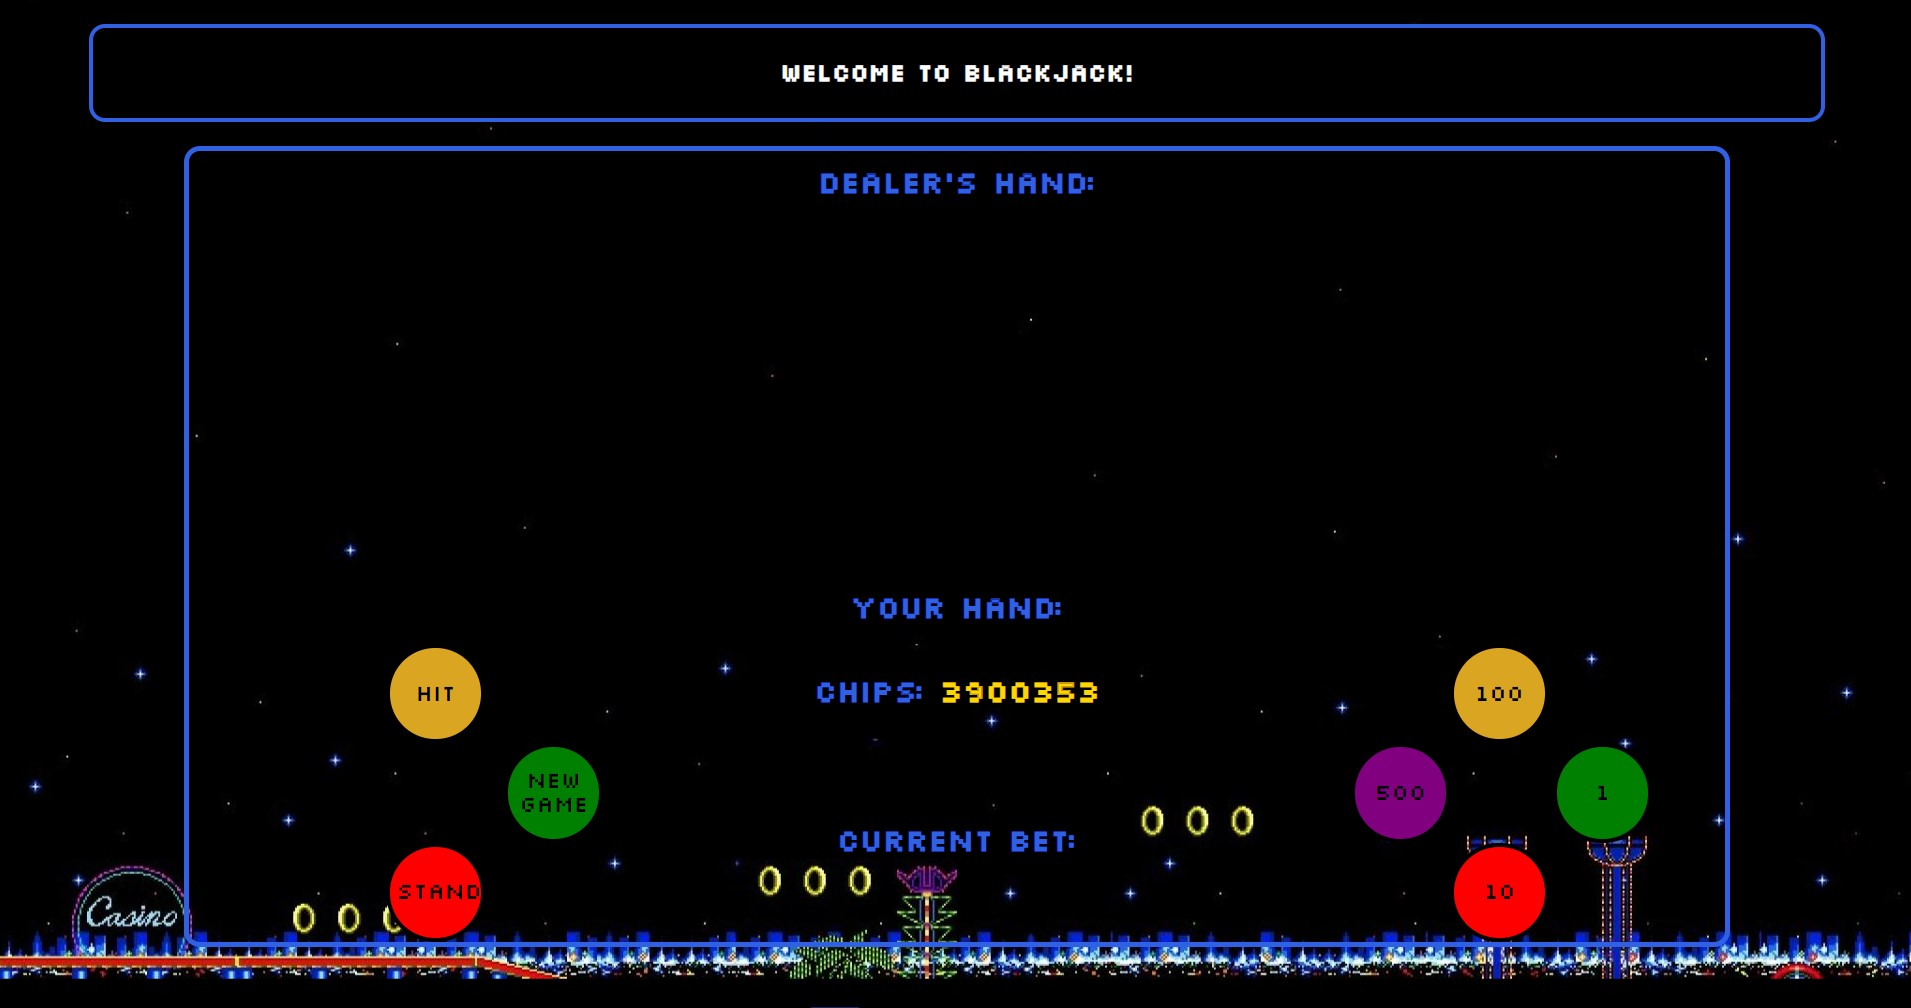 WELCOME TO BLACKJACK!
DEALER'S HAND:
YOUR HAND:
HIT
CHIPS: 3900353
100
NEW
GAME
500
1
CURRENT BET:
STAND
10
Casino